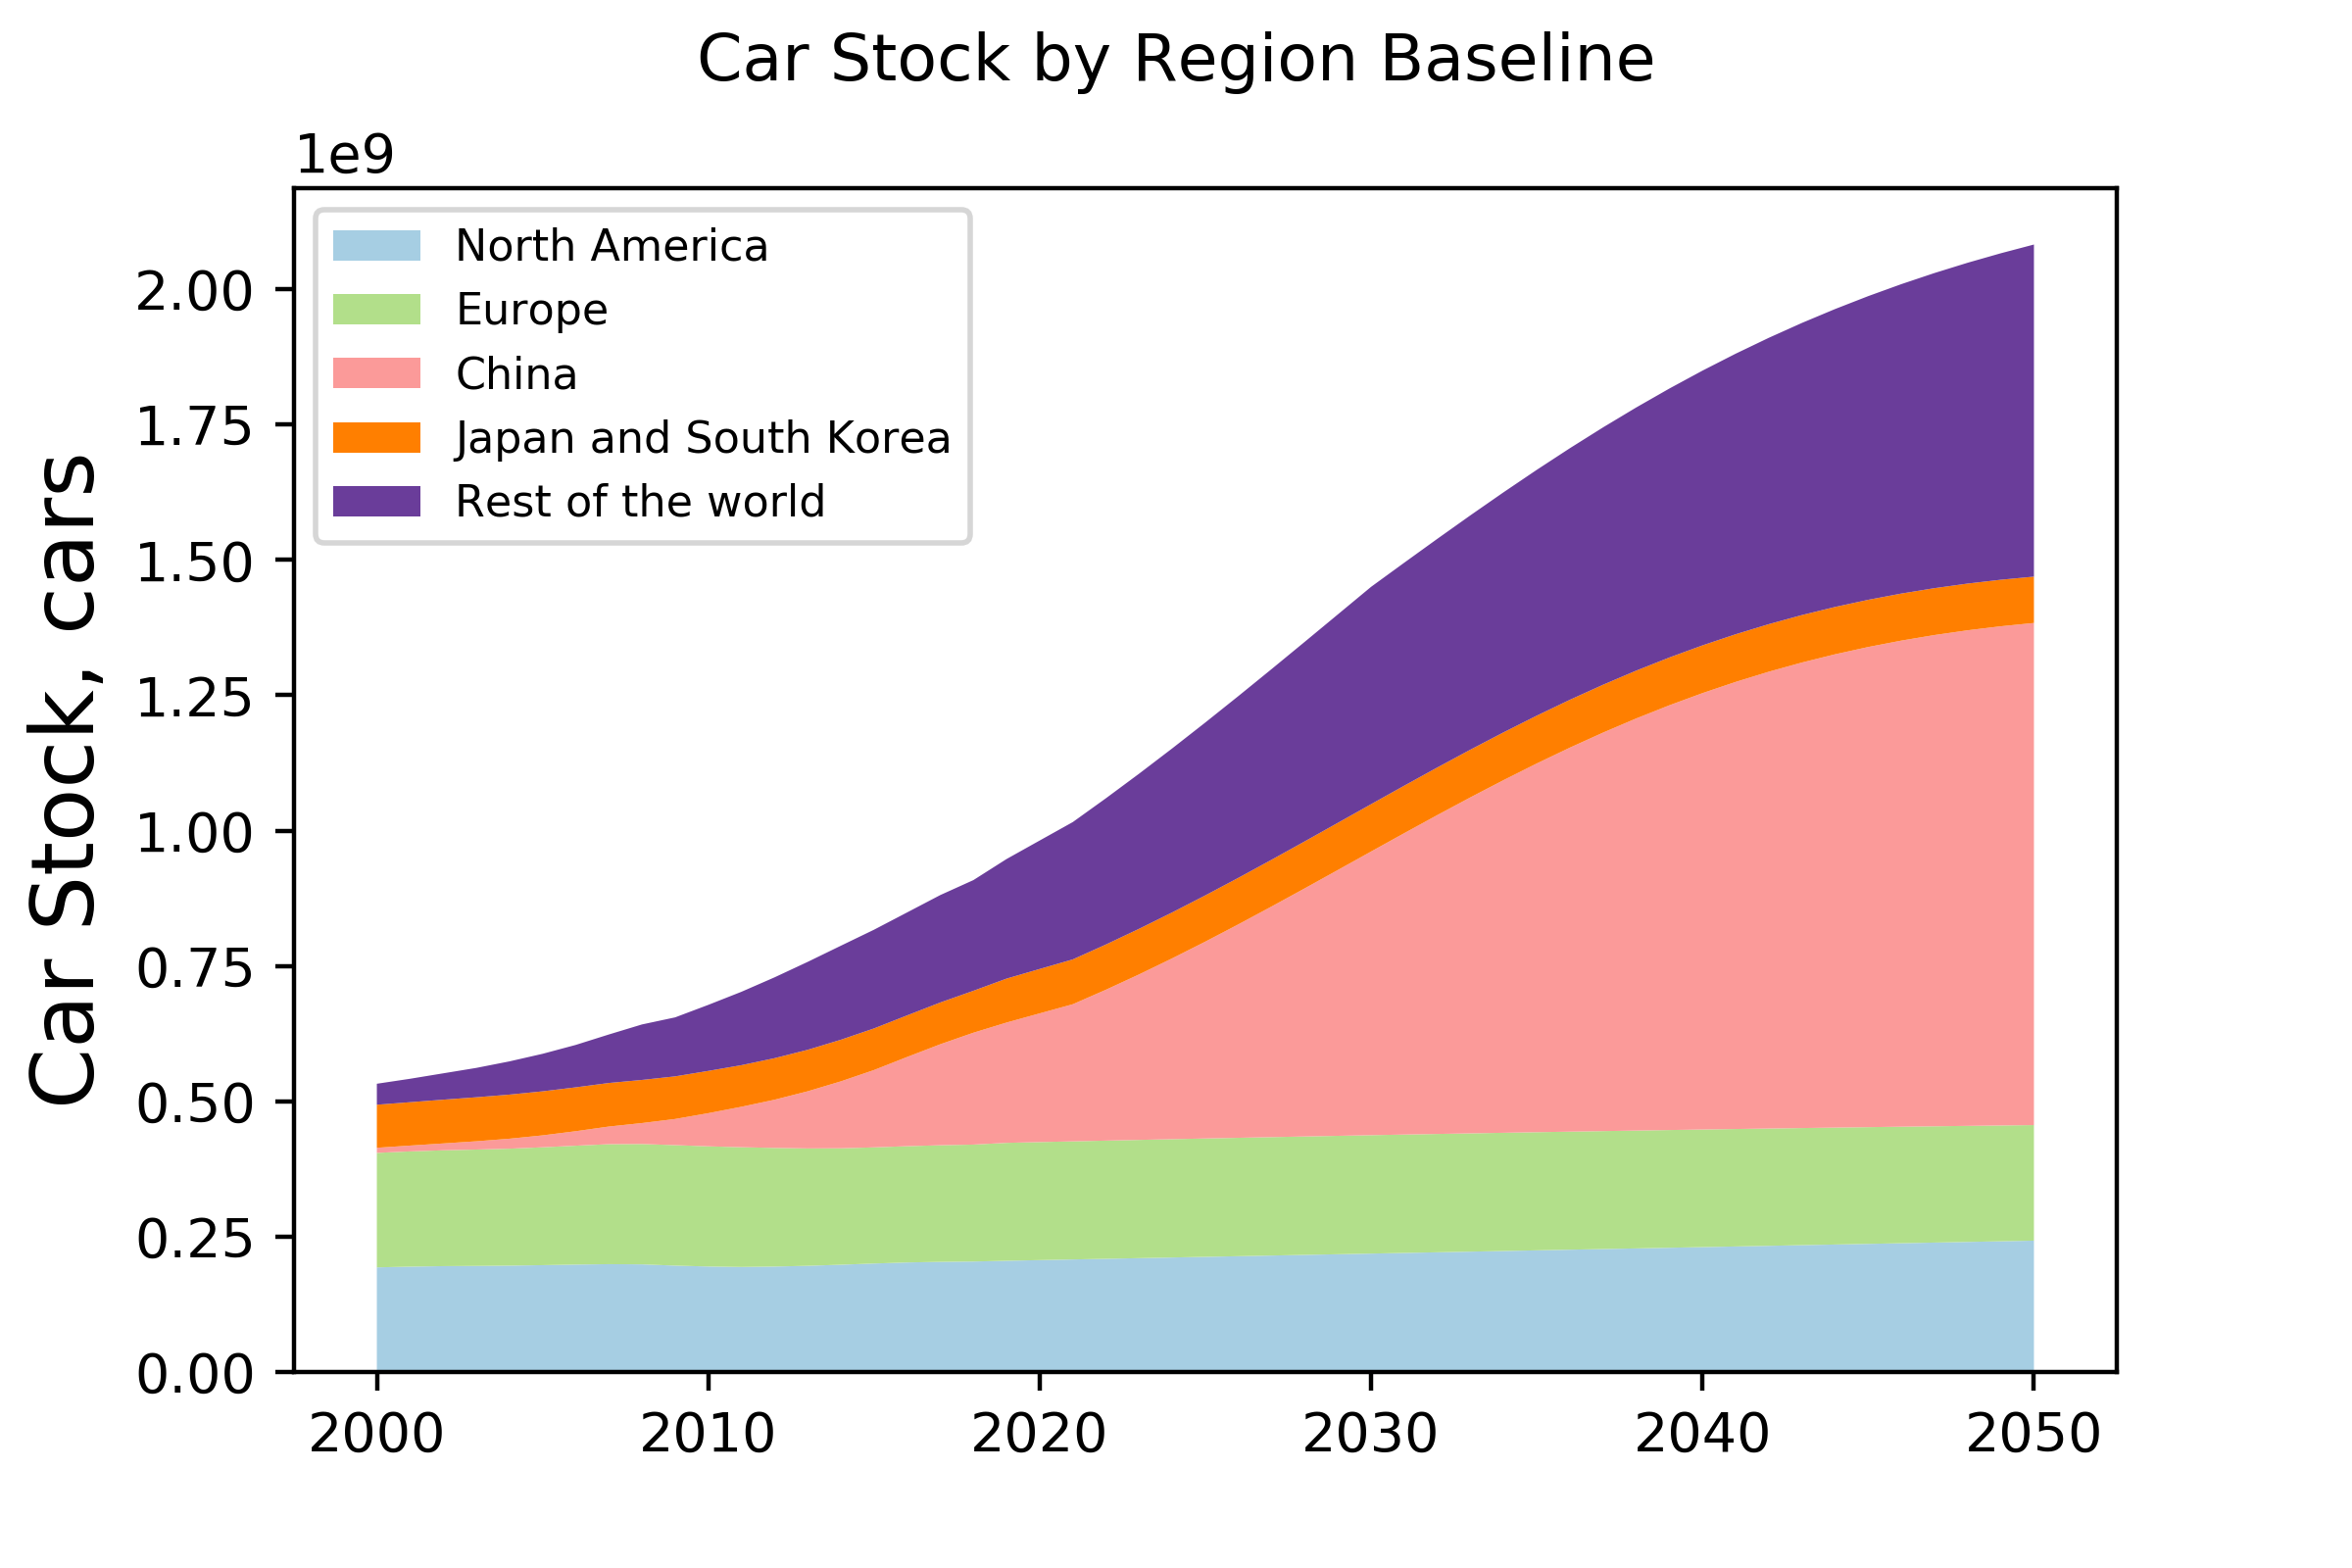 Car Stock by Region Baseline
1e9
North America
Europe
China
Japan and South Korea
Rest of the world
Car Stock, cars
2.00
1.75
1.50
1.25
1.00
0.75
0.50
0.25
0.00
2000 2010 2020 2030 2040 2050